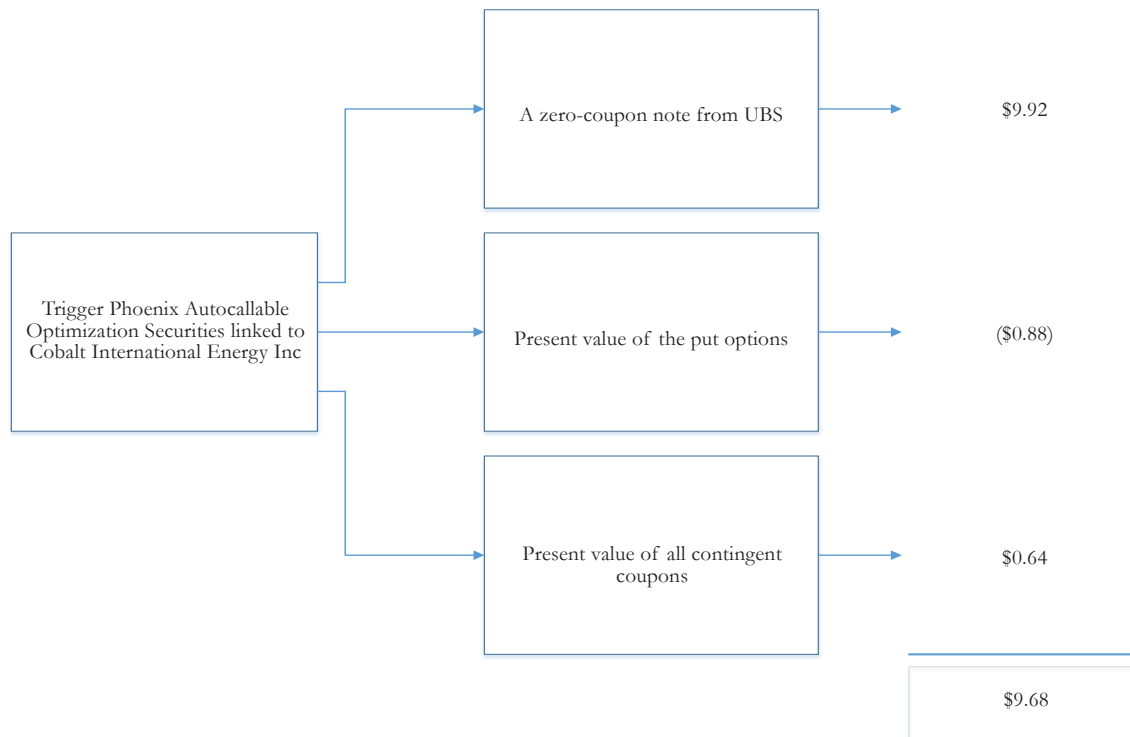 A zero-coupon note from UBS
$9.92
Trigger Phoenix Autocallable
Optimization Securities linked to
Cobalt International Energy Inc
Present value of the put options
($0.88)
Present value of all contingent
coupons
$0.64
$9.68